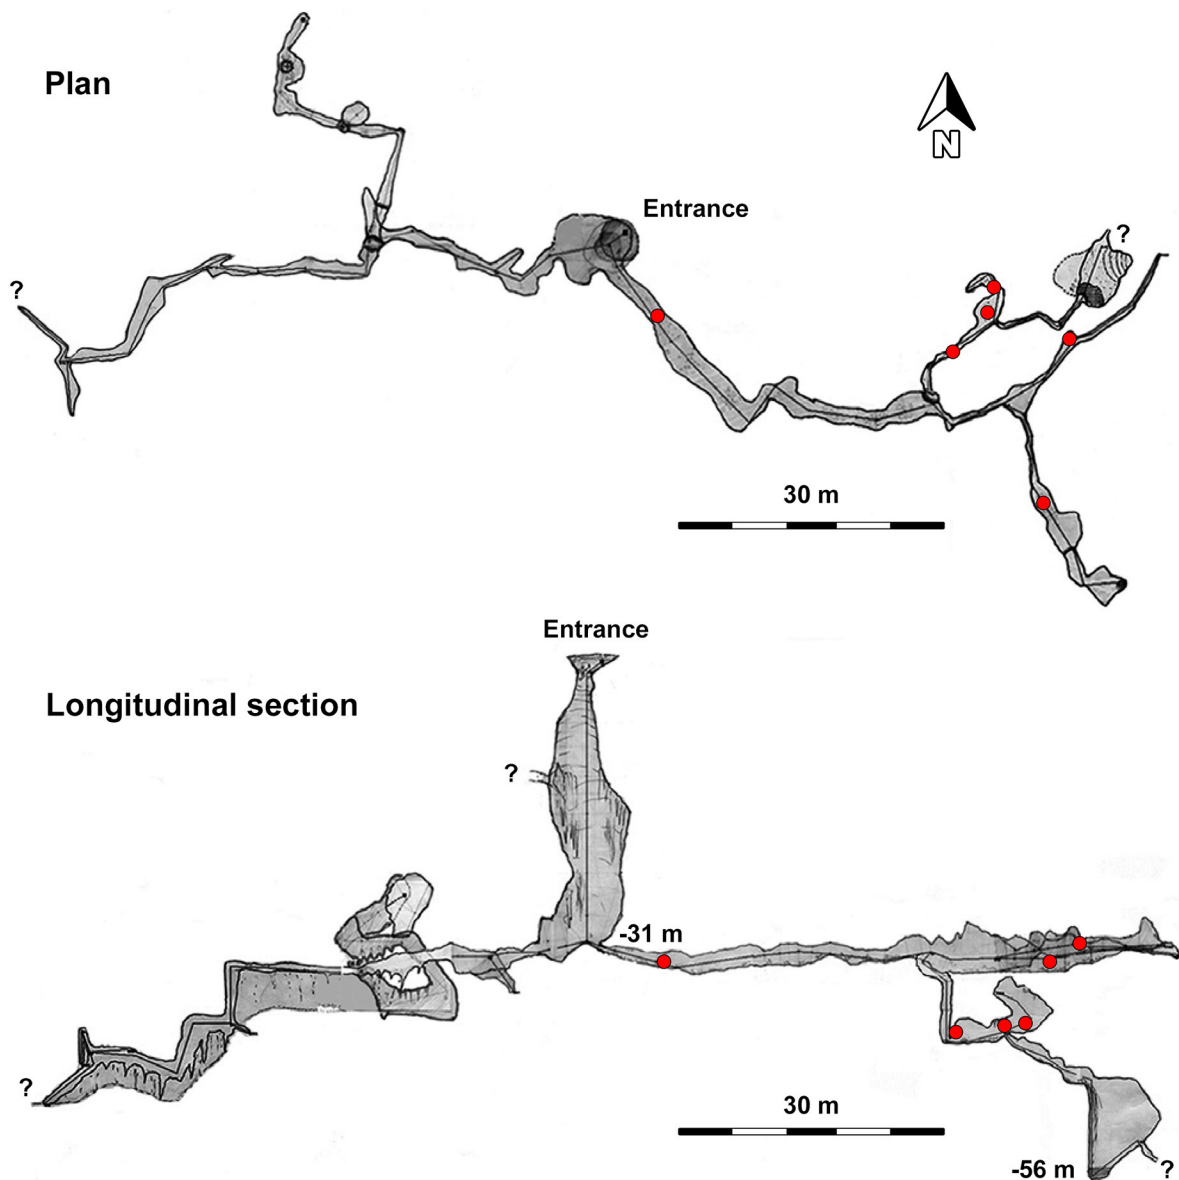 Plan
N
Entrance
?
?
30 m
Entrance
Longitudinal section
?
-31 m
?
30 m
-56 m
?